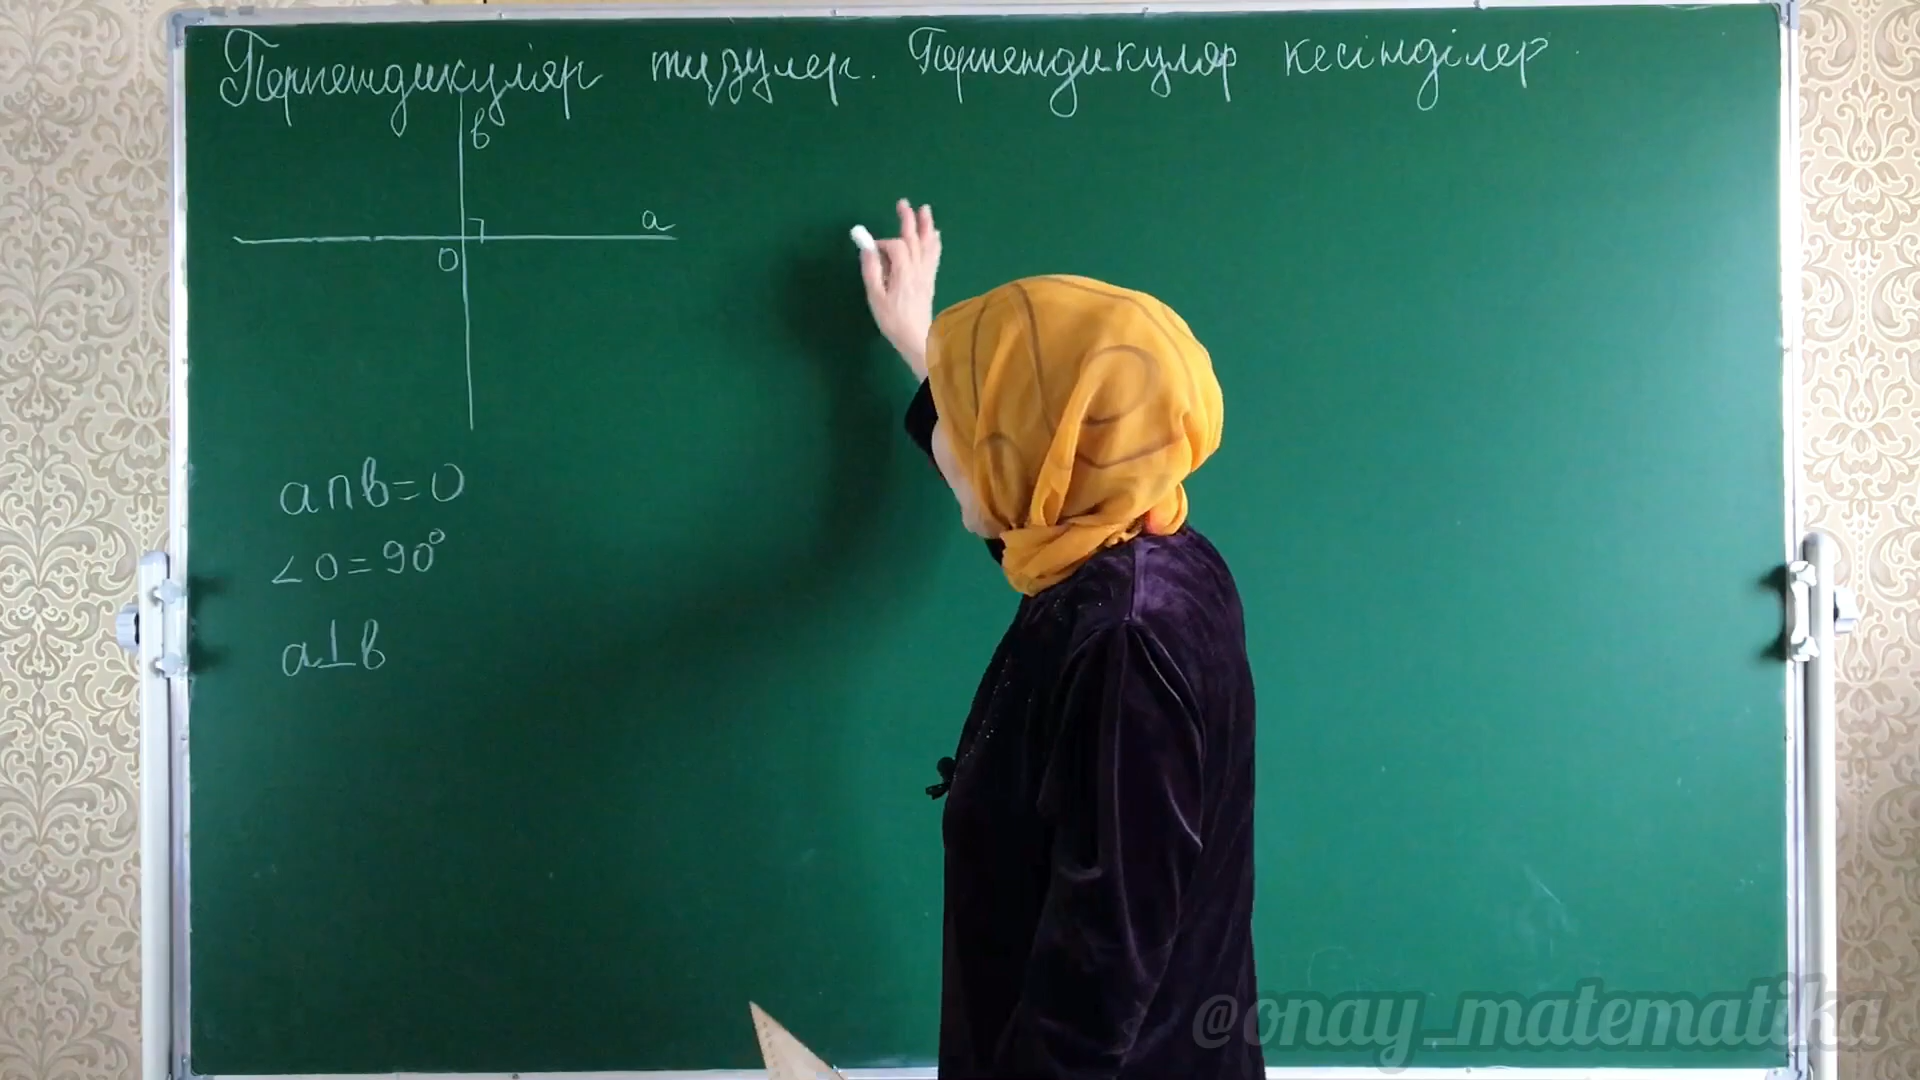 Перпендикуляр түзулер. Перпендикуляр кесінділер.
в
a
O
a∩в=O
∠O=90°
a⊥в
@onay_matematika